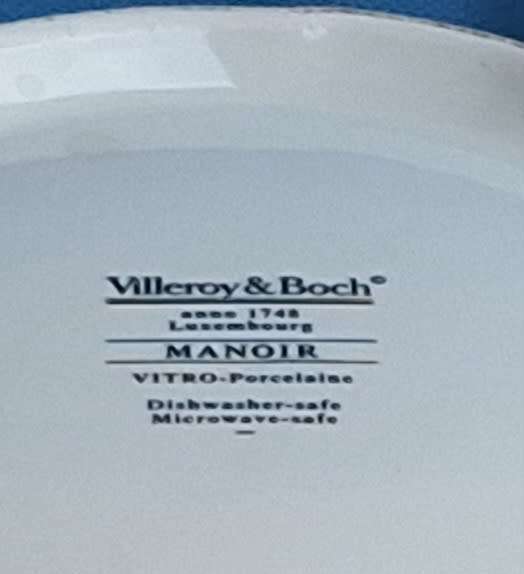 Villeroy & Boch©
anno 1748
Luxembourg
MANOIR
VITRO-Porcelaine
Dishwasher-safe
Microwave-safe